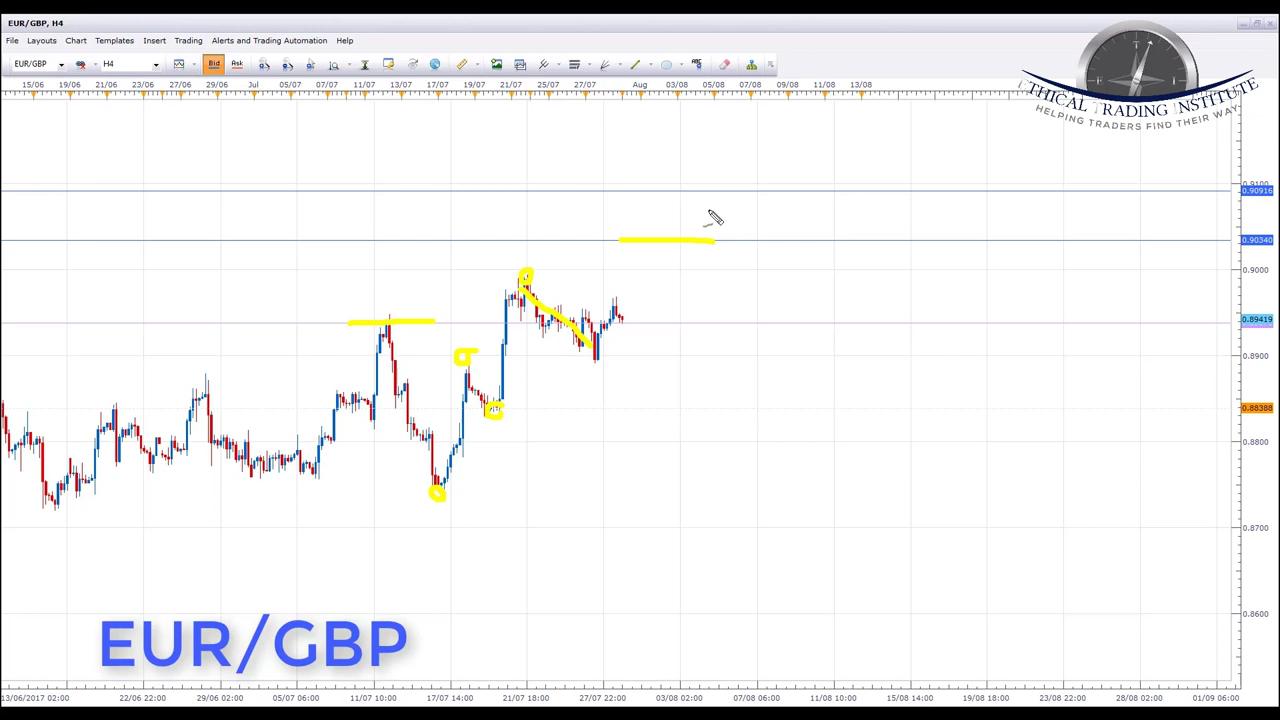 EUR/GBP, H4
File Layouts Chart Templates Insert Trading Alerts and Trading Automation Help
EUR/GBP H4 Bid Ask ABC
15/06 19/06 21/06 23/06 27/06 29/06 Jul 05/07 07/07 11/07 13/07 17/07 19/07 21/07 25/07 27/07 Aug 03/08 05/08 07/08 09/08 11/08 13/08
ETHICAL TRADING INSTITUTE
HELPING TRADERS FIND THEIR WAY
0.9100
0.90916
0.90340
0.9000
0.89419
0.8900
0.88388
0.8800
0.8700
0.8600
EUR/GBP
13/06/2017 02:00 22/06 22:00 29/06 02:00 05/07 06:00 11/07 10:00 17/07 14:00 21/07 18:00 27/07 22:00 03/08 02:00 07/08 06:00 11/08 10:00 15/08 14:00 19/08 18:00 23/08 22:00 28/08 02:00 01/09 06:00